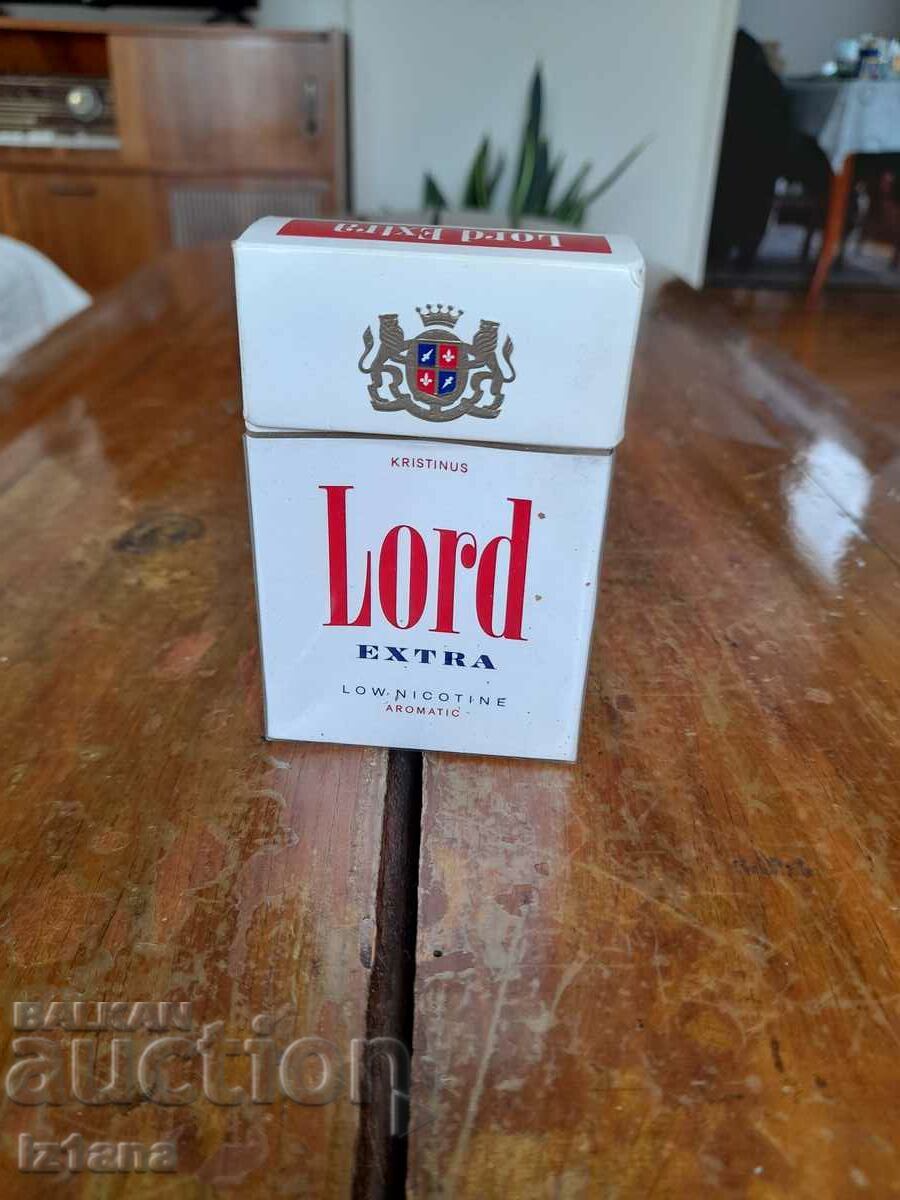 Lord Extra
KRISTINUS
Lord
EXTRA
LOW NICOTINE
AROMATIC
BALKAN
auction
Iz1ana